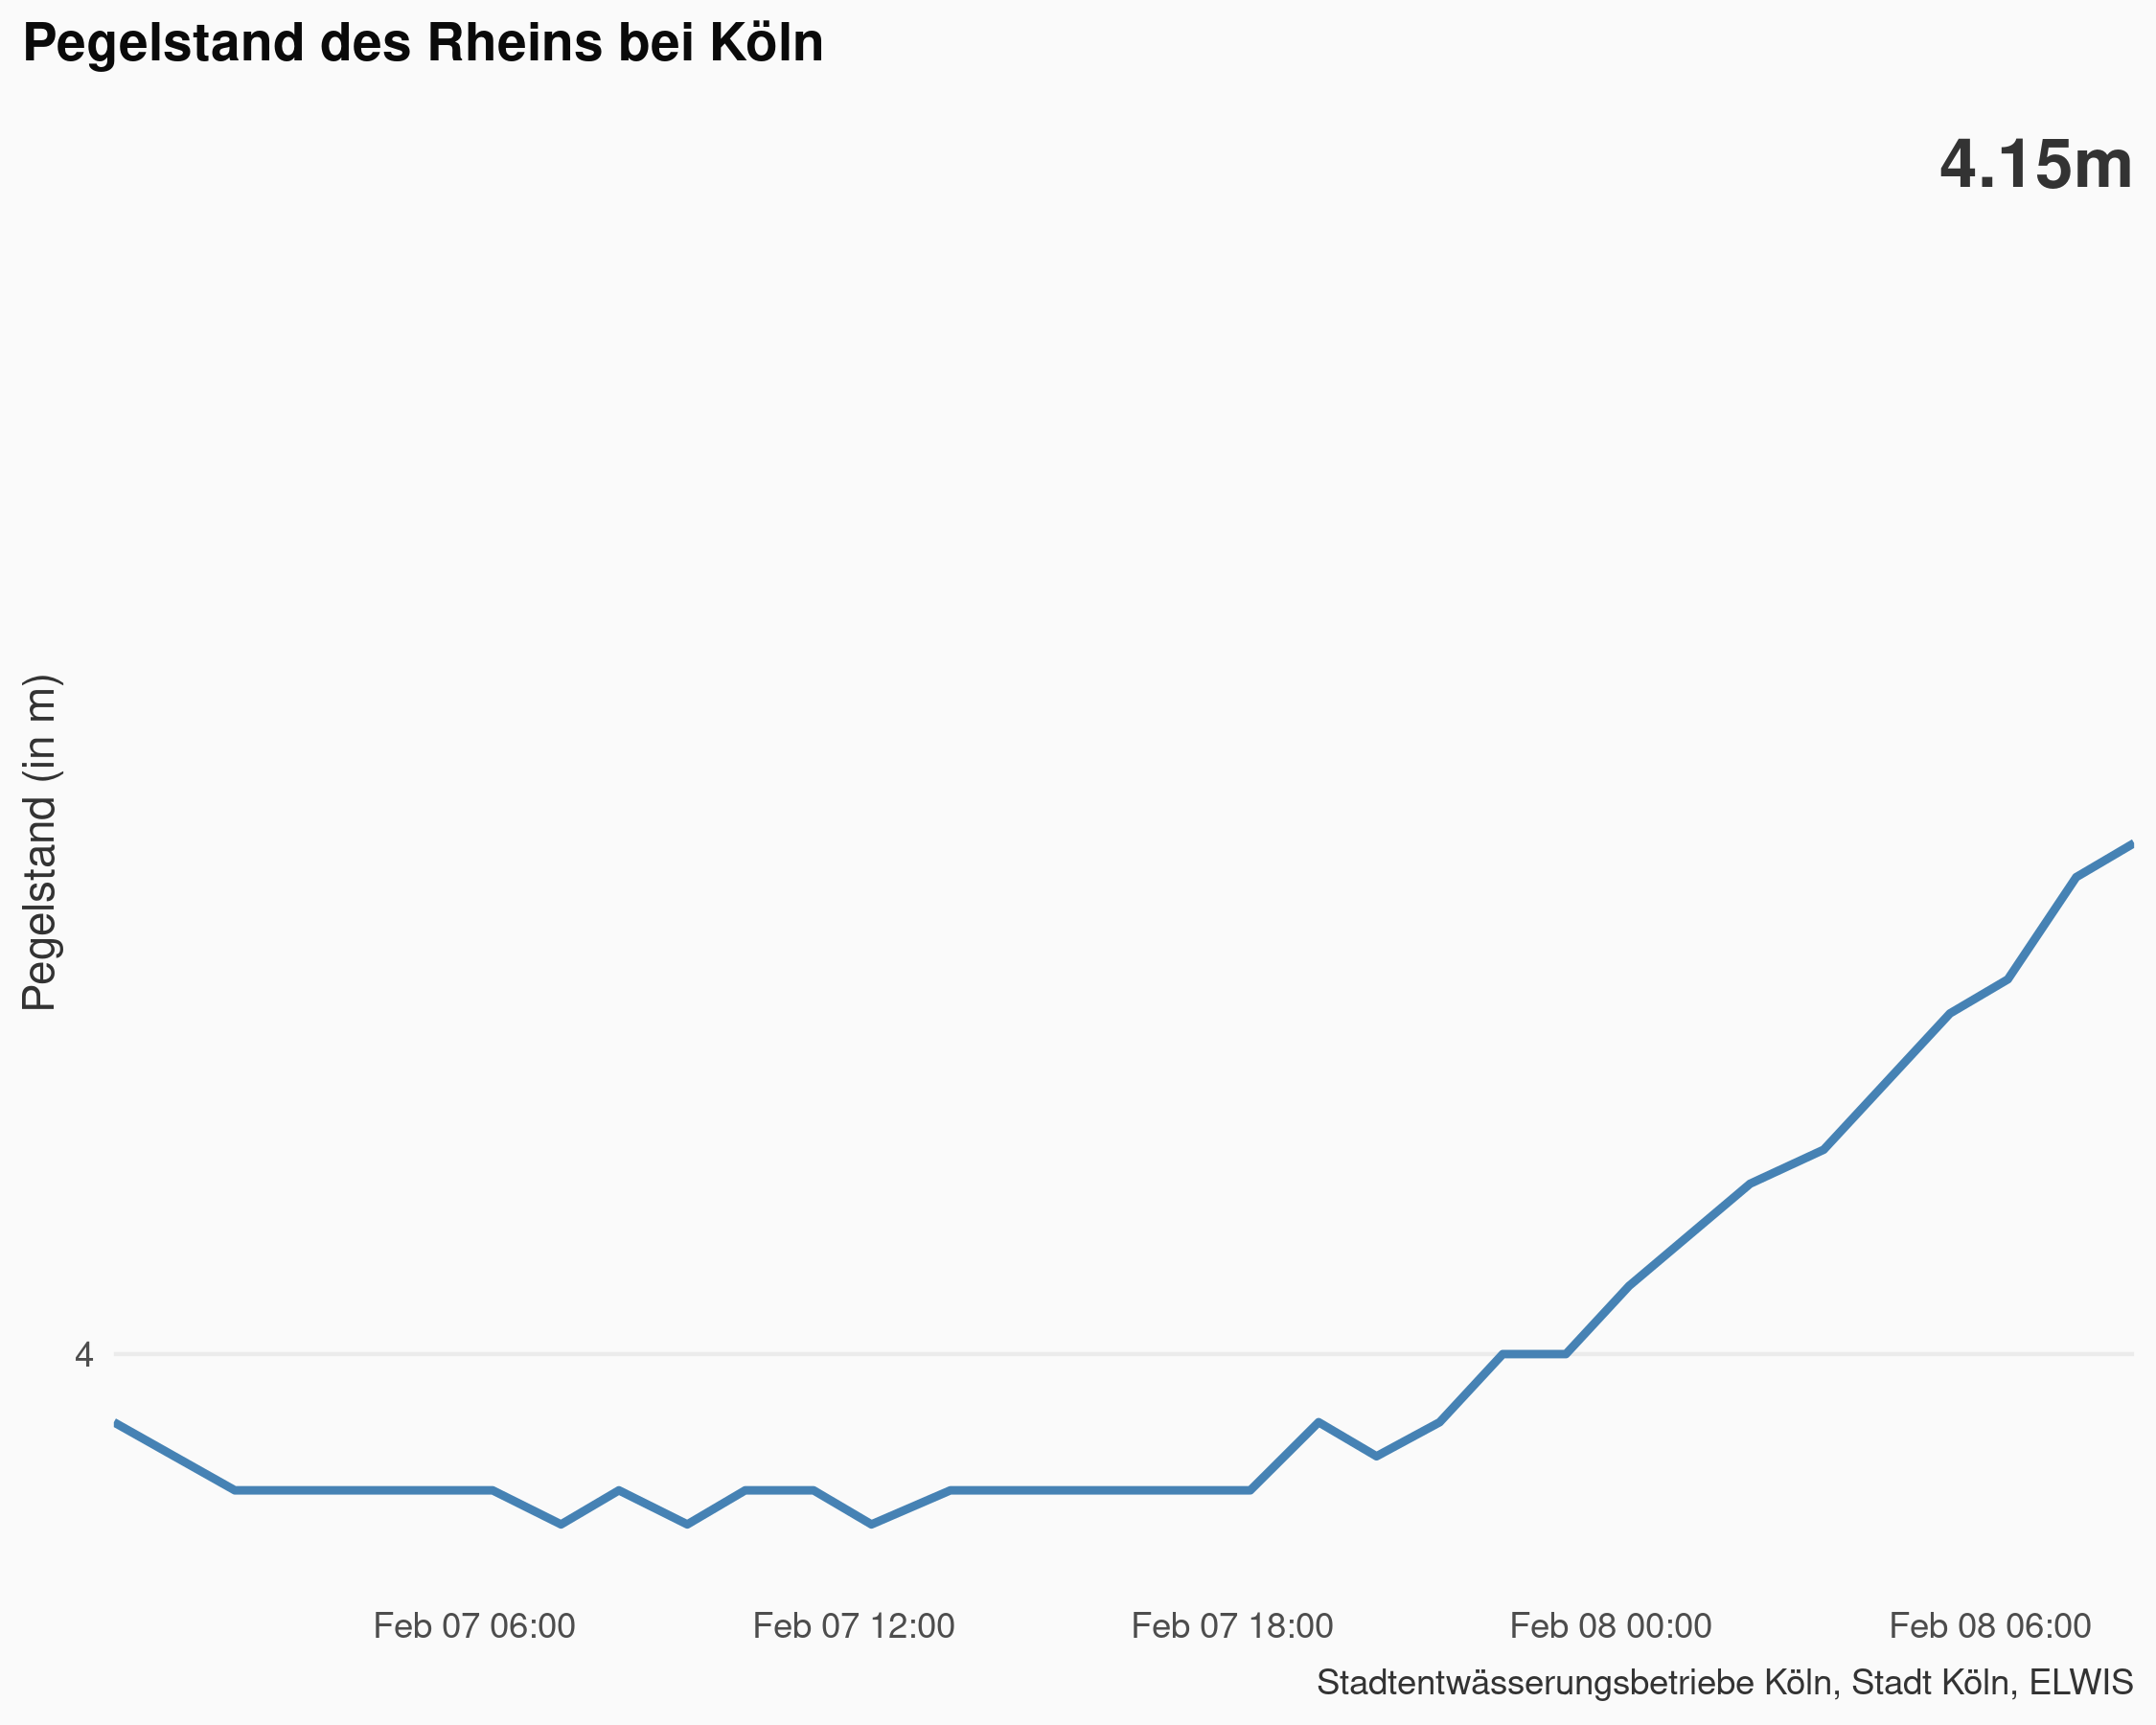 Pegelstand des Rheins bei Köln
4.15m
Pegelstand (in m)
4
Feb 07 06:00
Feb 07 12:00
Feb 07 18:00
Feb 08 00:00
Feb 08 06:00
Stadtentwässerungsbetriebe Köln, Stadt Köln, ELWIS